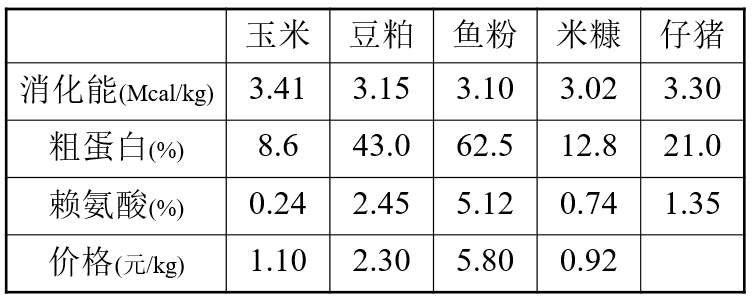 玉米 豆粕 鱼粉 米糠 仔猪
消化能(Mcal/kg) 3.41 3.15 3.10 3.02 3.30
粗蛋白(%) 8.6 43.0 62.5 12.8 21.0
赖氨酸(%) 0.24 2.45 5.12 0.74 1.35
价格(元/kg) 1.10 2.30 5.80 0.92